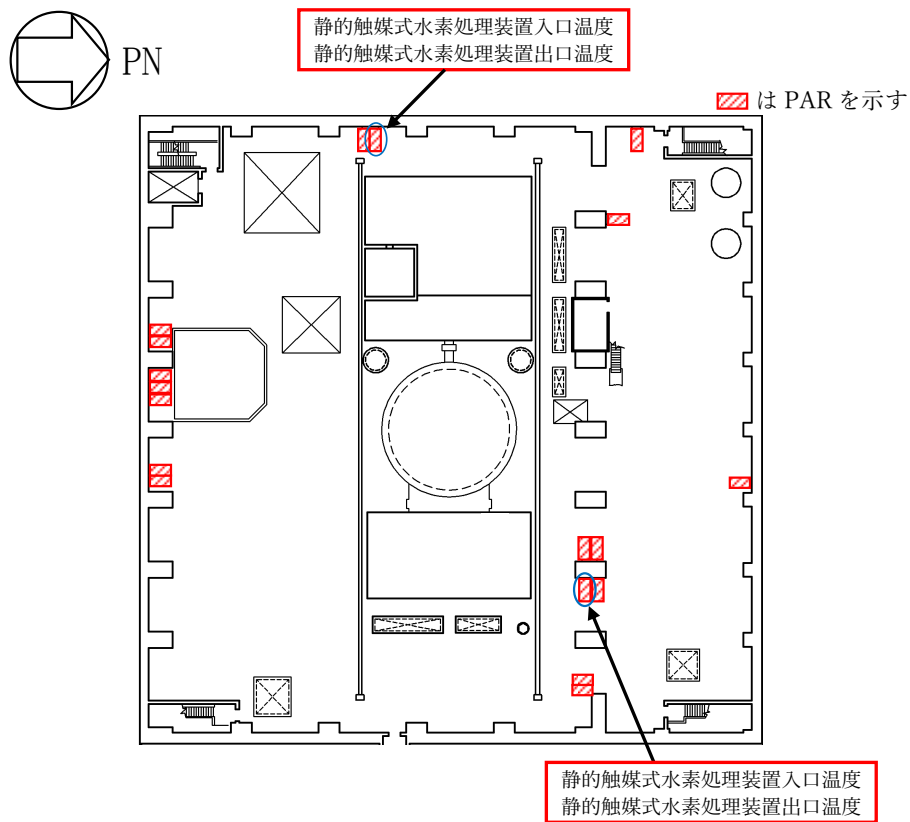 静的触媒式水素処理装置入口温度
静的触媒式水素処理装置出口温度
PN
は PAR を示す
静的触媒式水素処理装置入口温度
静的触媒式水素処理装置出口温度